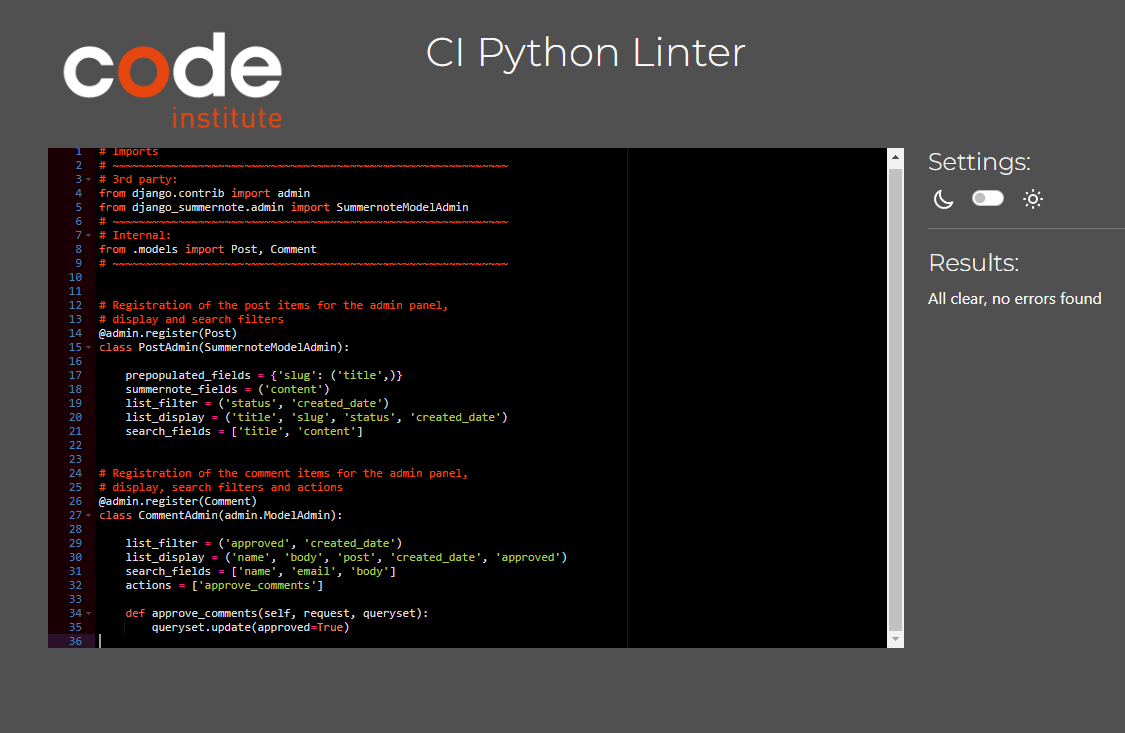 code
institute
CI Python Linter
1 # Imports
2 # ~~~~~~~~~~~~~~~~~~~~~~~~~~~~~~~~~~~~~~~~~~~~~~~~~~~~~~~~~~~~
3 # 3rd party:
4 from django.contrib import admin
5 from django_summernote.admin import SummernoteModelAdmin
6 # ~~~~~~~~~~~~~~~~~~~~~~~~~~~~~~~~~~~~~~~~~~~~~~~~~~~~~~~~~~~~
7 # Internal:
8 from .models import Post, Comment
9 # ~~~~~~~~~~~~~~~~~~~~~~~~~~~~~~~~~~~~~~~~~~~~~~~~~~~~~~~~~~~~
10
11
12 # Registration of the post items for the admin panel,
13 # display and search filters
14 @admin.register(Post)
15 class PostAdmin(SummernoteModelAdmin):
16
17     prepopulated_fields = {'slug': ('title',)}
18     summernote_fields = ('content')
19     list_filter = ('status', 'created_date')
20     list_display = ('title', 'slug', 'status', 'created_date')
21     search_fields = ['title', 'content']
22
23
24 # Registration of the comment items for the admin panel,
25 # display, search filters and actions
26 @admin.register(Comment)
27 class CommentAdmin(admin.ModelAdmin):
28
29     list_filter = ('approved', 'created_date')
30     list_display = ('name', 'body', 'post', 'created_date', 'approved')
31     search_fields = ['name', 'email', 'body']
32     actions = ['approve_comments']
33
34     def approve_comments(self, request, queryset):
35         queryset.update(approved=True)
36
Settings:
Results:
All clear, no errors found